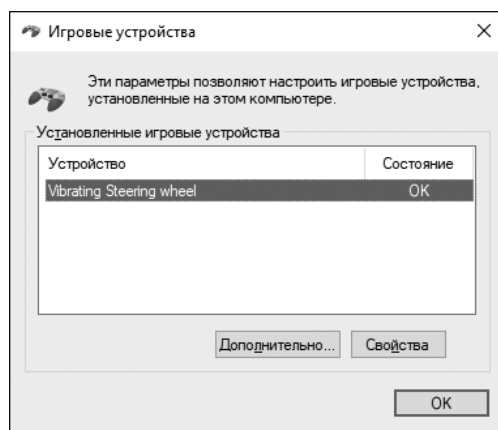 Игровые устройства
Эти параметры позволяют настроить игровые устройства,
установленные на этом компьютере.
Установленные игровые устройства
Устройство Состояние
Vibrating Steering wheel OK
Дополнительно... Свойства
OK